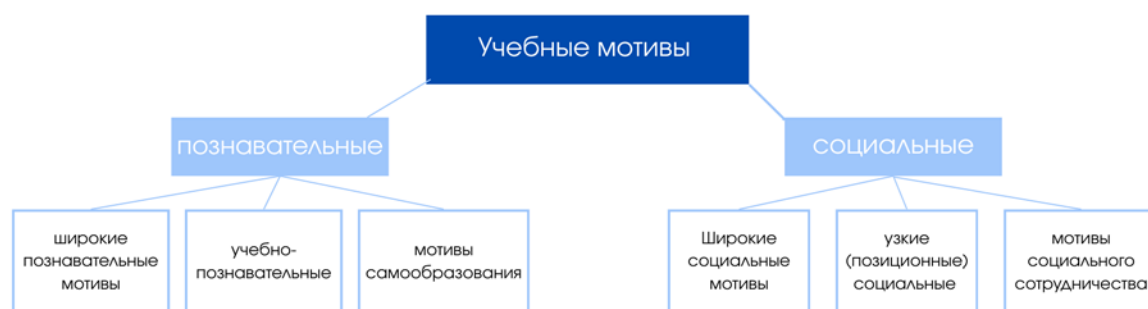 Учебные мотивы
познавательные
социальные
широкие
познавательные
мотивы
учебно-
познавательные
мотивы
самообразования
Широкие
социальные
мотивы
узкие
(позиционные)
социальные
мотивы
социального
сотрудничества